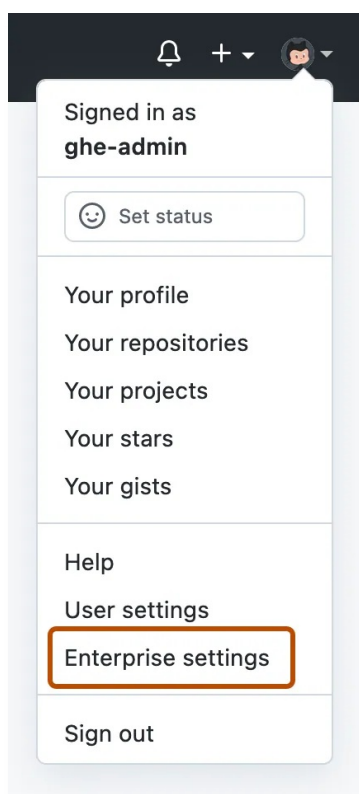 Signed in as
ghe-admin
Set status
Your profile
Your repositories
Your projects
Your stars
Your gists
Help
User settings
Enterprise settings
Sign out